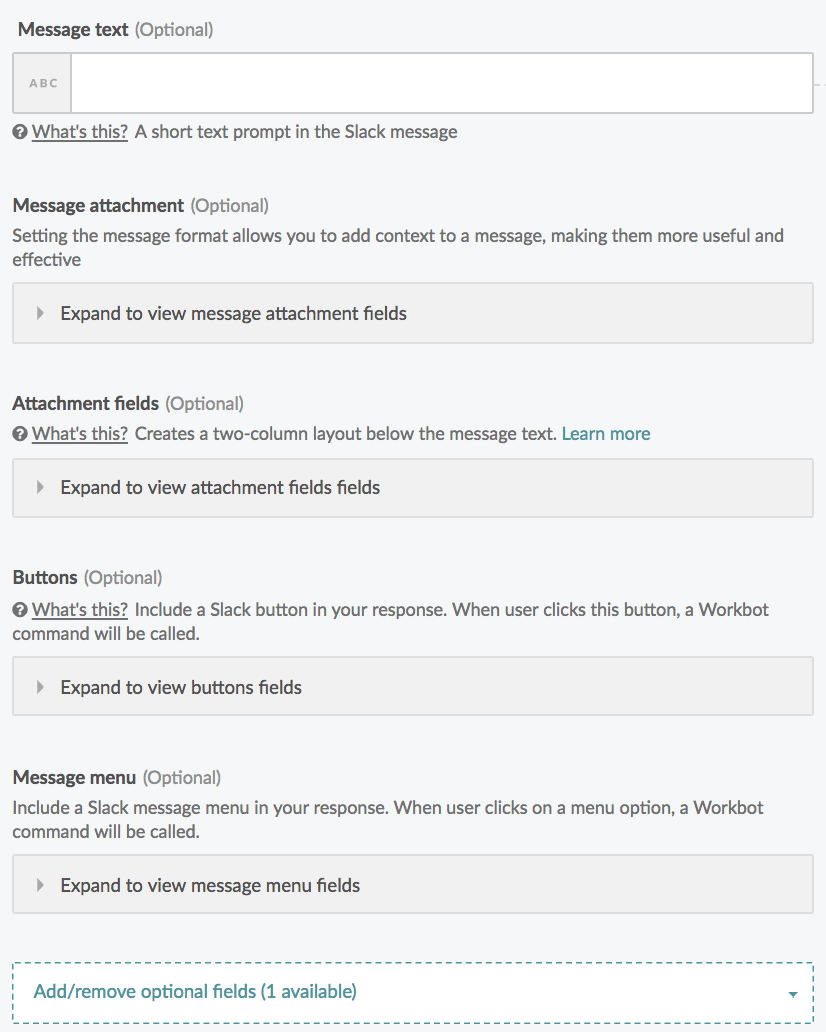 Message text (Optional)
ABC
What's this? A short text prompt in the Slack message
Message attachment (Optional)
Setting the message format allows you to add context to a message, making them more useful and
effective
Expand to view message attachment fields
Attachment fields (Optional)
What's this? Creates a two-column layout below the message text. Learn more
Expand to view attachment fields fields
Buttons (Optional)
What's this? Include a Slack button in your response. When user clicks this button, a Workbot
command will be called.
Expand to view buttons fields
Message menu (Optional)
Include a Slack message menu in your response. When user clicks on a menu option, a Workbot
command will be called.
Expand to view message menu fields
Add/remove optional fields (1 available)